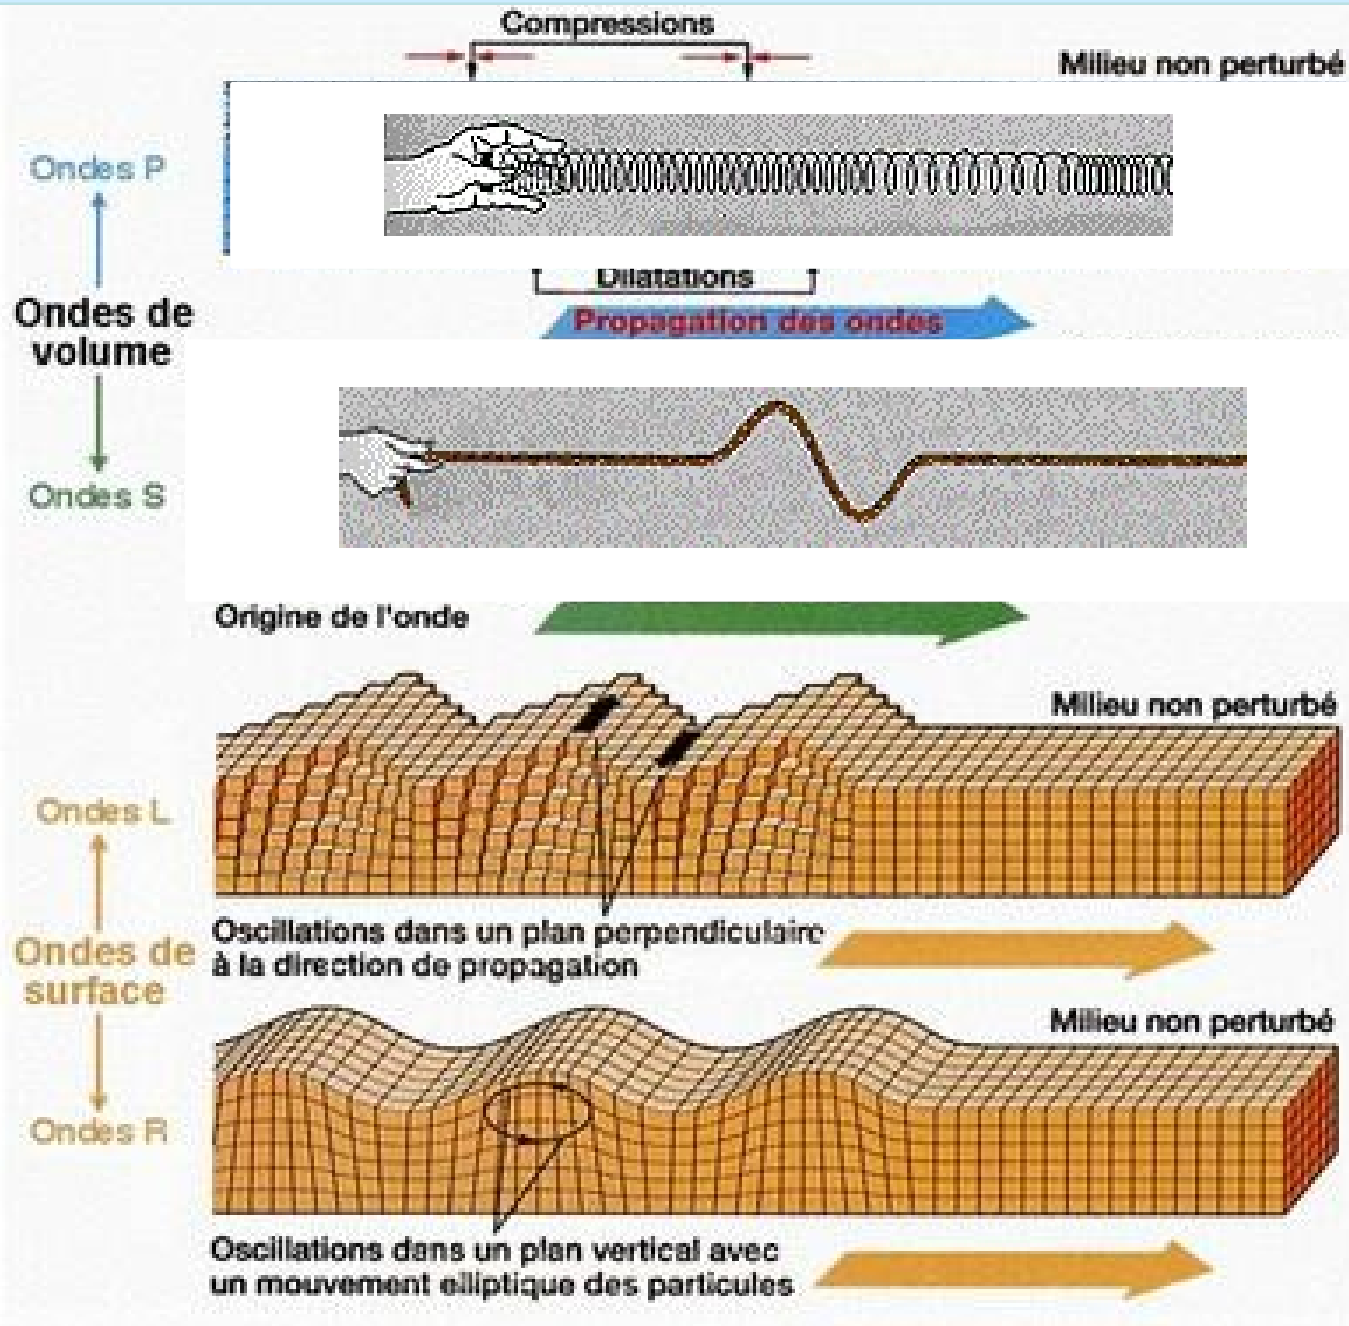 Compressions
Milieu non perturbé
Ondes P
Dilatations
Propagation des ondes
Ondes de
volume
Ondes S
Origine de l'onde
Milieu non perturbé
Ondes L
Oscillations dans un plan perpendiculaire
à la direction de propagation
Ondes de
surface
Milieu non perturbé
Ondes R
Oscillations dans un plan vertical avec
un mouvement elliptique des particules